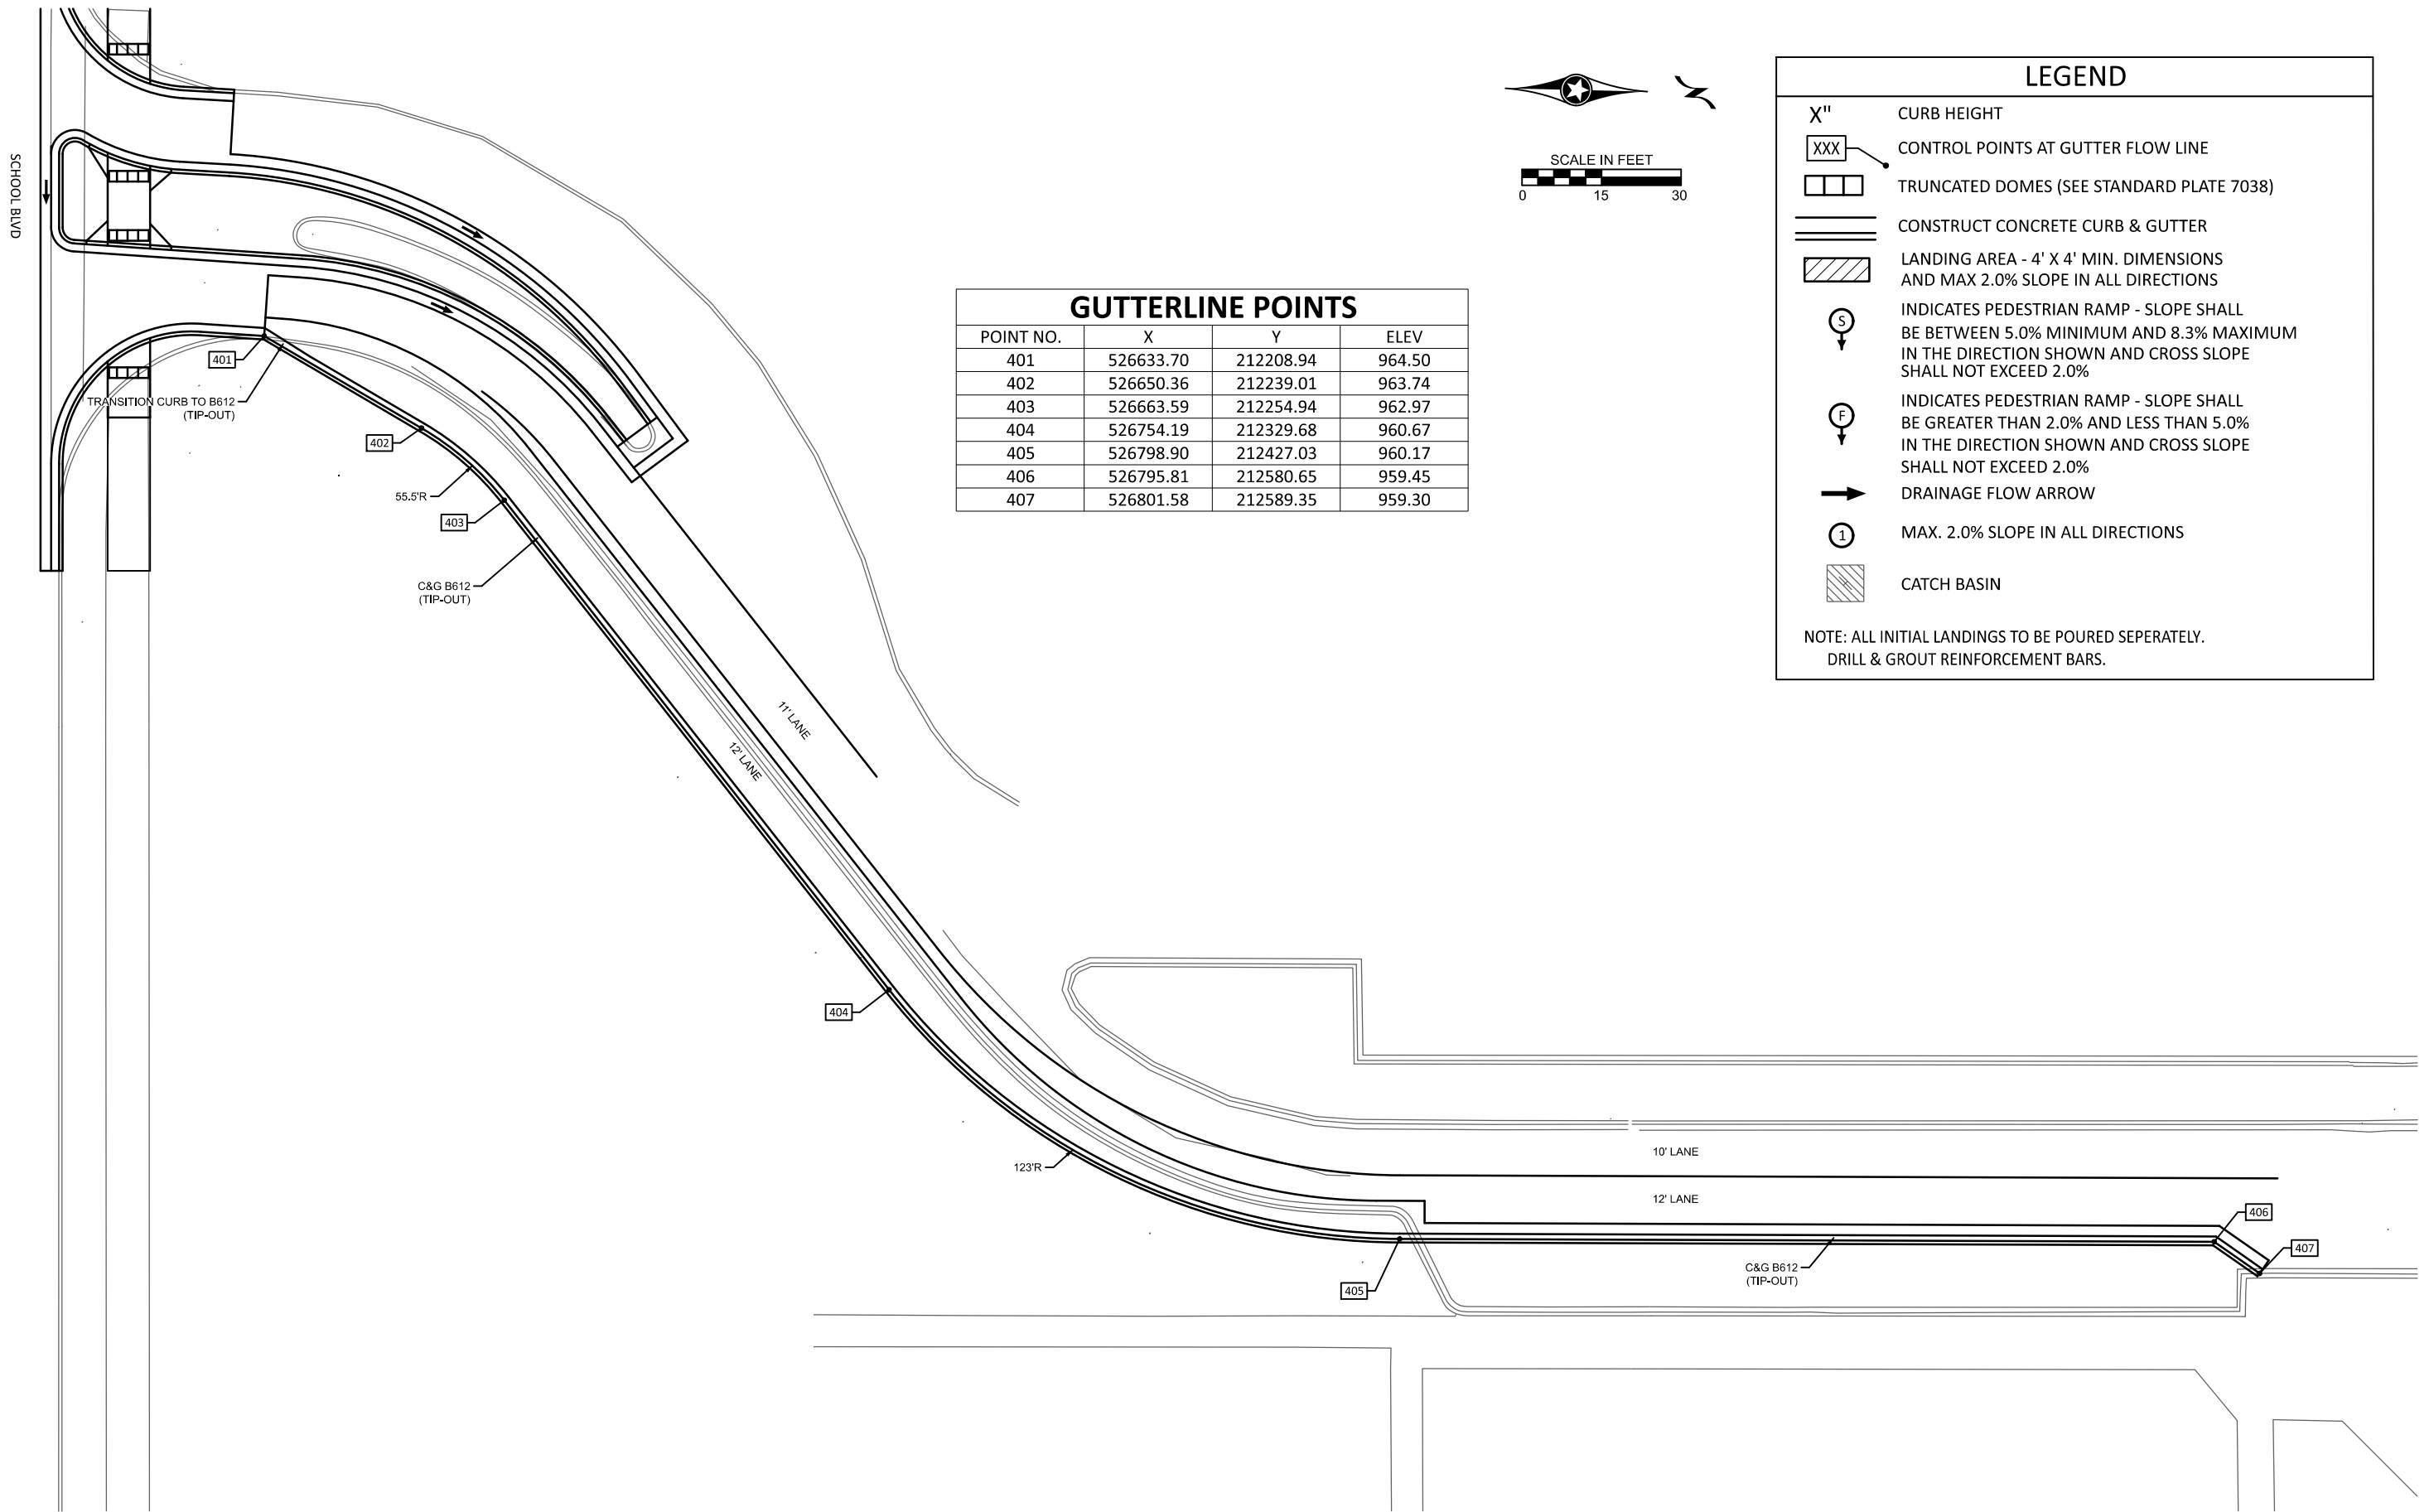 SCHOOL BLVD
SCALE IN FEET
0 15 30
GUTTERLINE POINTS
POINT NO. X Y ELEV
401 526633.70 212208.94 964.50
402 526650.36 212239.01 963.74
403 526663.59 212254.94 962.97
404 526754.19 212329.68 960.67
405 526798.90 212427.03 960.17
406 526795.81 212580.65 959.45
407 526801.58 212589.35 959.30
LEGEND
X" CURB HEIGHT
XXX CONTROL POINTS AT GUTTER FLOW LINE
TRUNCATED DOMES (SEE STANDARD PLATE 7038)
CONSTRUCT CONCRETE CURB & GUTTER
LANDING AREA - 4' X 4' MIN. DIMENSIONS
AND MAX 2.0% SLOPE IN ALL DIRECTIONS
S INDICATES PEDESTRIAN RAMP - SLOPE SHALL
BE BETWEEN 5.0% MINIMUM AND 8.3% MAXIMUM
IN THE DIRECTION SHOWN AND CROSS SLOPE
SHALL NOT EXCEED 2.0%
F INDICATES PEDESTRIAN RAMP - SLOPE SHALL
BE GREATER THAN 2.0% AND LESS THAN 5.0%
IN THE DIRECTION SHOWN AND CROSS SLOPE
SHALL NOT EXCEED 2.0%
DRAINAGE FLOW ARROW
1 MAX. 2.0% SLOPE IN ALL DIRECTIONS
CATCH BASIN
NOTE: ALL INITIAL LANDINGS TO BE POURED SEPERATELY.
DRILL & GROUT REINFORCEMENT BARS.
401
TRANSITION CURB TO B612
(TIP-OUT)
402
55.5'R
403
C&G B612
(TIP-OUT)
11' LANE
12' LANE
404
123'R
10' LANE
12' LANE
406
407
C&G B612
(TIP-OUT)
405